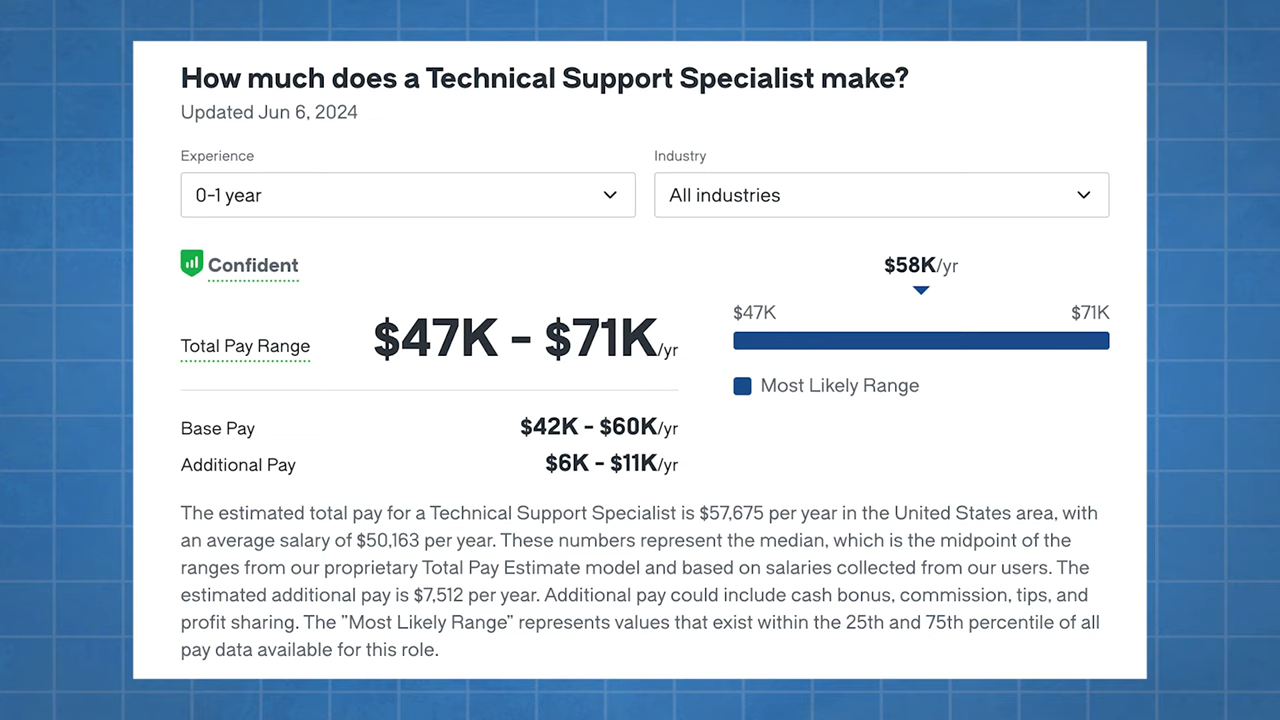 How much does a Technical Support Specialist make?
Updated Jun 6, 2024
Experience
Industry
0-1 year
All industries
Confident
$58K/yr
$47K
$71K
Total Pay Range
$47K - $71K/yr
Most Likely Range
Base Pay
$42K - $60K/yr
Additional Pay
$6K - $11K/yr
The estimated total pay for a Technical Support Specialist is $57,675 per year in the United States area, with
an average salary of $50,163 per year. These numbers represent the median, which is the midpoint of the
ranges from our proprietary Total Pay Estimate model and based on salaries collected from our users. The
estimated additional pay is $7,512 per year. Additional pay could include cash bonus, commission, tips, and
profit sharing. The "Most Likely Range" represents values that exist within the 25th and 75th percentile of all
pay data available for this role.